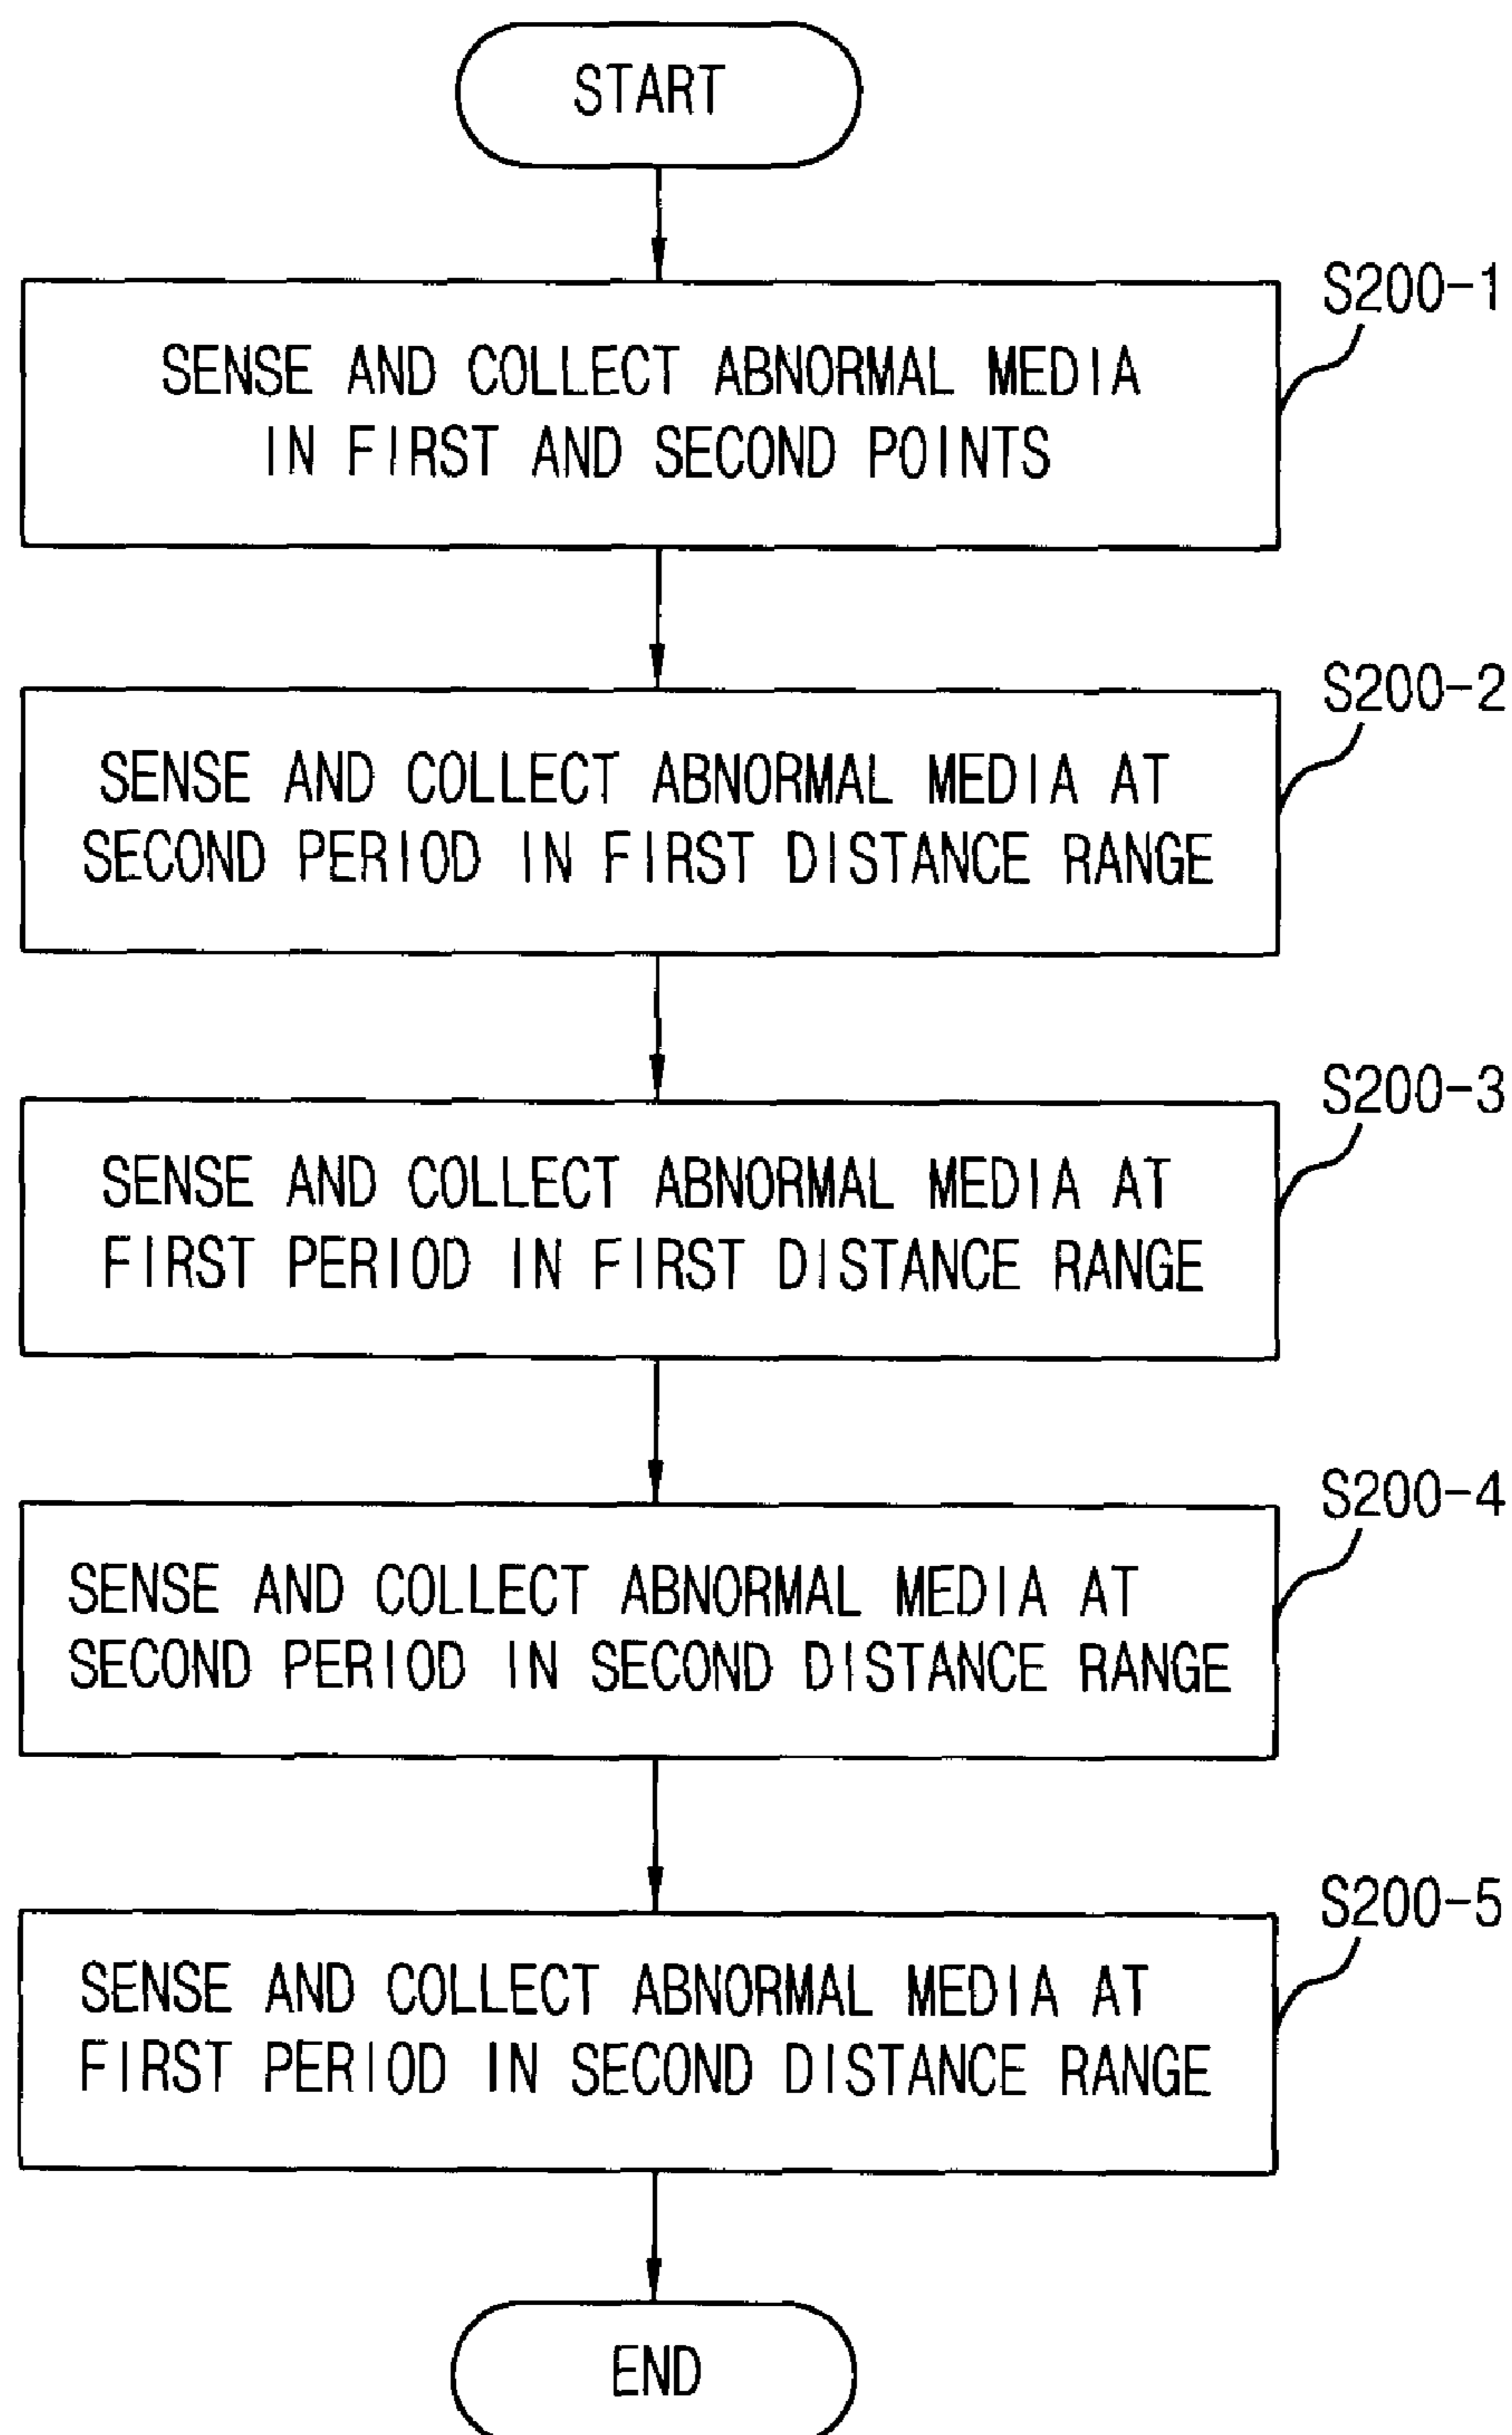 START
S200-1
SENSE AND COLLECT ABNORMAL MEDIA
IN FIRST AND SECOND POINTS
S200-2
SENSE AND COLLECT ABNORMAL MEDIA AT
SECOND PERIOD IN FIRST DISTANCE RANGE
S200-3
SENSE AND COLLECT ABNORMAL MEDIA AT
FIRST PERIOD IN FIRST DISTANCE RANGE
S200-4
SENSE AND COLLECT ABNORMAL MEDIA AT
SECOND PERIOD IN SECOND DISTANCE RANGE
S200-5
SENSE AND COLLECT ABNORMAL MEDIA AT
FIRST PERIOD IN SECOND DISTANCE RANGE
END